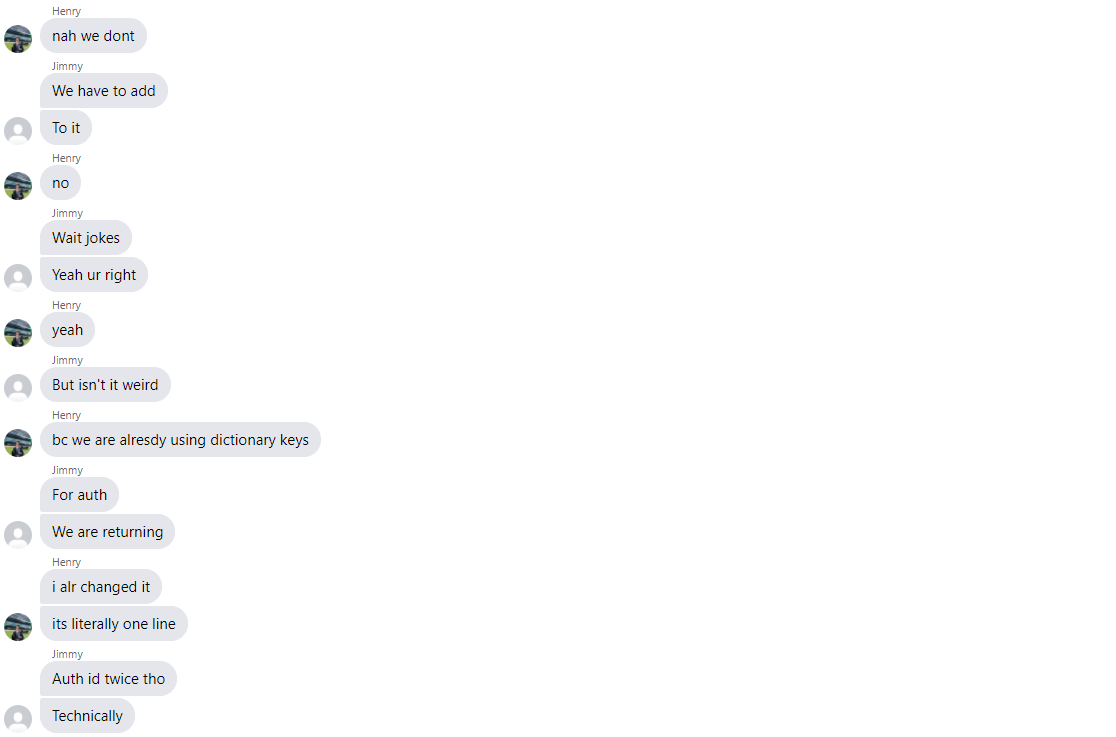 Henry
nah we dont
Jimmy
We have to add
To it
Henry
no
Jimmy
Wait jokes
Yeah ur right
Henry
yeah
Jimmy
But isn't it weird
Henry
bc we are alresdy using dictionary keys
Jimmy
For auth
We are returning
Henry
i alr changed it
its literally one line
Jimmy
Auth id twice tho
Technically